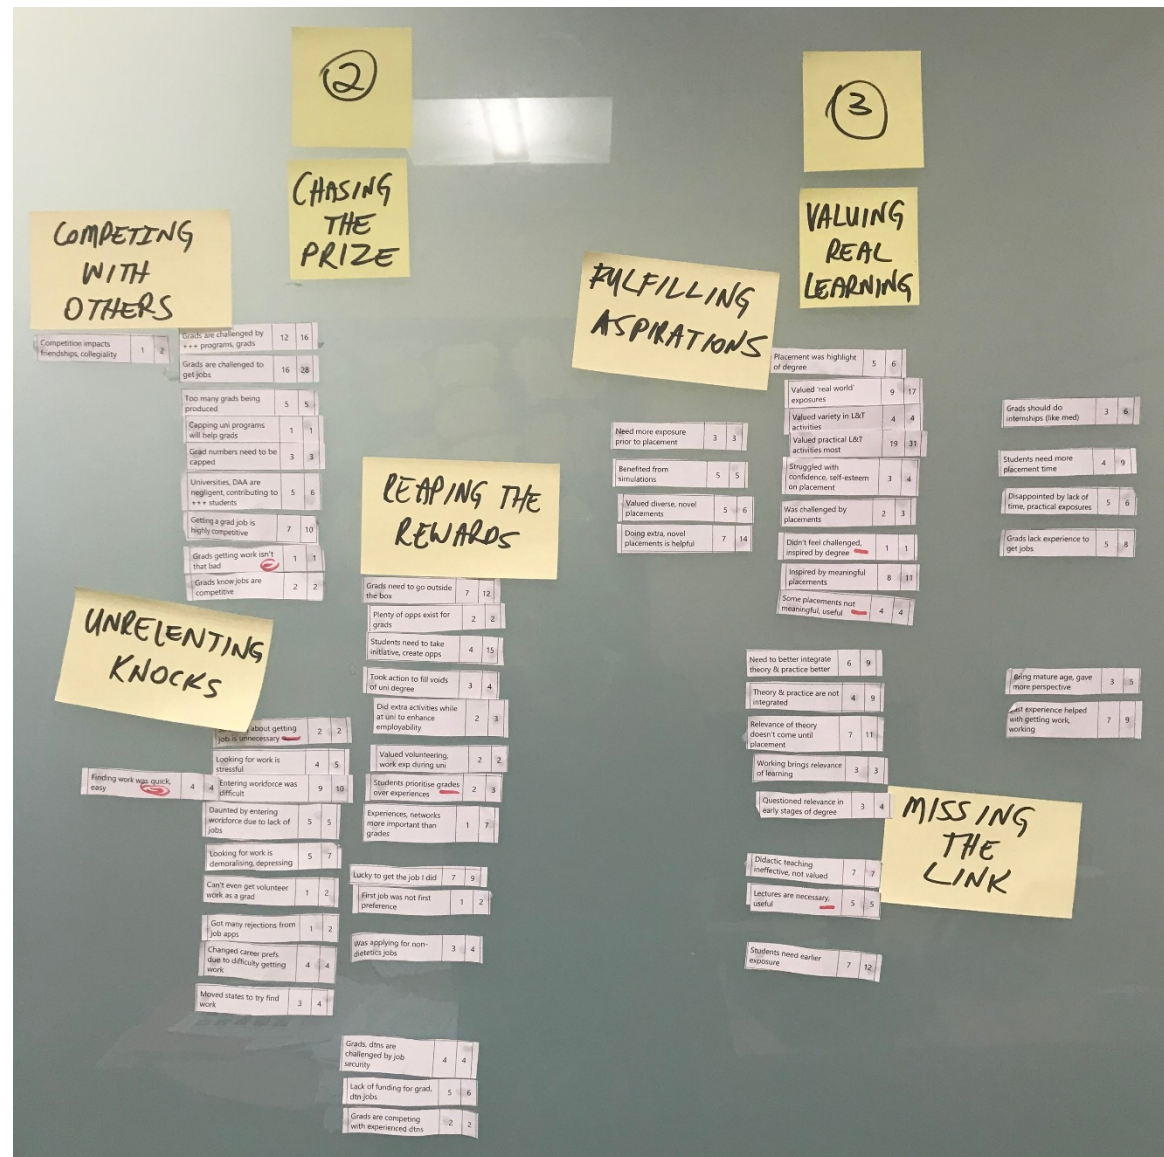 2
CHASING
THE
PRIZE
COMPETING
WITH
OTHERS
Competition impacts
friendships, collegiality 1 2
Grads are challenged by
+++ programs, grads 12 16
Grads are challenged to
get jobs 16 28
Too many grads being
produced 5 5
Capping uni programs
will help grads 1 1
Grad numbers need to be
capped 3 3
Universities, DAA are
negligent, contributing to
+++ students 5 6
Getting a grad job is
highly competitive 7 10
Grads getting work isn't
that bad 1 1
Grads know jobs are
competitive 2 2
UNRELENTING
KNOCKS
about getting
job is unnecessary 2 2
Looking for work is
stressful 4 5
Finding work was quick,
easy 4 4
Entering workforce was
difficult 9 10
Daunted by entering
workforce due to lack of
jobs 5 5
Looking for work is
demoralising, depressing 5 7
Can't even get volunteer
work as a grad 1 2
Got many rejections from
job apps 1 2
Changed career prefs
due to difficulty getting
work 4 4
Moved states to try find
work 3 4
REAPING THE
REWARDS
Grads need to go outside
the box 7 12
Plenty of opps exist for
grads 2 2
Students need to take
initiative, create opps 4 15
Took action to fill voids
of uni degree 3 4
Did extra activities while
at uni to enhance
employability 2 3
Valued volunteering,
work exp during uni 2 2
Students prioritise grades
over experiences 2 3
Experiences, networks
more important than
grades 1 7
Lucky to get the job I did 7 9
First job was not first
preference 1 2
Was applying for non-
dietetics jobs 3 4
Grads, dtns are
challenged by job
security 4 4
Lack of funding for grad,
dtn jobs 5 6
Grads are competing
with experienced dtns 2 2
3
VALUING
REAL
LEARNING
FULFILLING
ASPIRATIONS
Need more exposure
prior to placement 3 3
Benefited from
simulations 5 5
Valued diverse, novel
placements 5 6
Doing extra, novel
placements is helpful 7 14
Placement was highlight
of degree 5 6
Valued 'real world'
exposures 9 17
Valued variety in L&T
activities 4 4
Valued practical L&T
activities most 19 31
Struggled with
confidence, self-esteem
on placement 3 4
Was challenged by
placements 2 3
Didn't feel challenged,
inspired by degree 1 1
Inspired by meaningful
placements 8 11
Some placements not
meaningful, useful 4 4
Grads should do
internships (like med) 3 6
Students need more
placement time 4 9
Disappointed by lack of
time, practical exposures 5 6
Grads lack experience to
get jobs 5 8
Need to better integrate
theory & practice better 6 9
Theory & practice are not
integrated 4 9
Relevance of theory
doesn't come until
placement 7 11
Working brings relevance
of learning 3 3
Questioned relevance in
early stages of degree 3 4
Being mature age, gave
more perspective 3 5
experience helped
with getting work,
working 7 9
MISSING
THE
LINK
Didactic teaching
ineffective, not valued 7 7
Lectures are necessary,
useful 5 5
Students need earlier
exposure 7 12